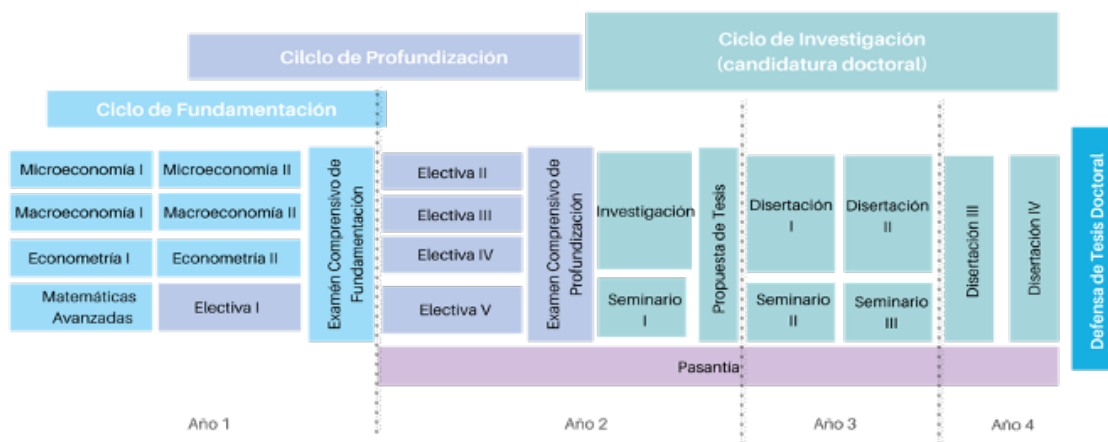 Cilclo de Profundización
Ciclo de Investigación
(candidatura doctoral)
Ciclo de Fundamentación
Microeconomía I
Microeconomía II
Macroeconomía I
Macroeconomía II
Econometría I
Econometría II
Matemáticas
Avanzadas
Electiva I
Examén Comprensivo de
Fundamentación
Electiva II
Electiva III
Electiva IV
Electiva V
Examen Comprensivo de
Profundización
Investigación
Seminario
I
Propuesta de Tesis
Disertación
I
Disertación
II
Seminario
II
Seminario
III
Disertación III
Disertación IV
Defensa de Tesis Doctoral
Pasantía
Año 1
Año 2
Año 3
Año 4